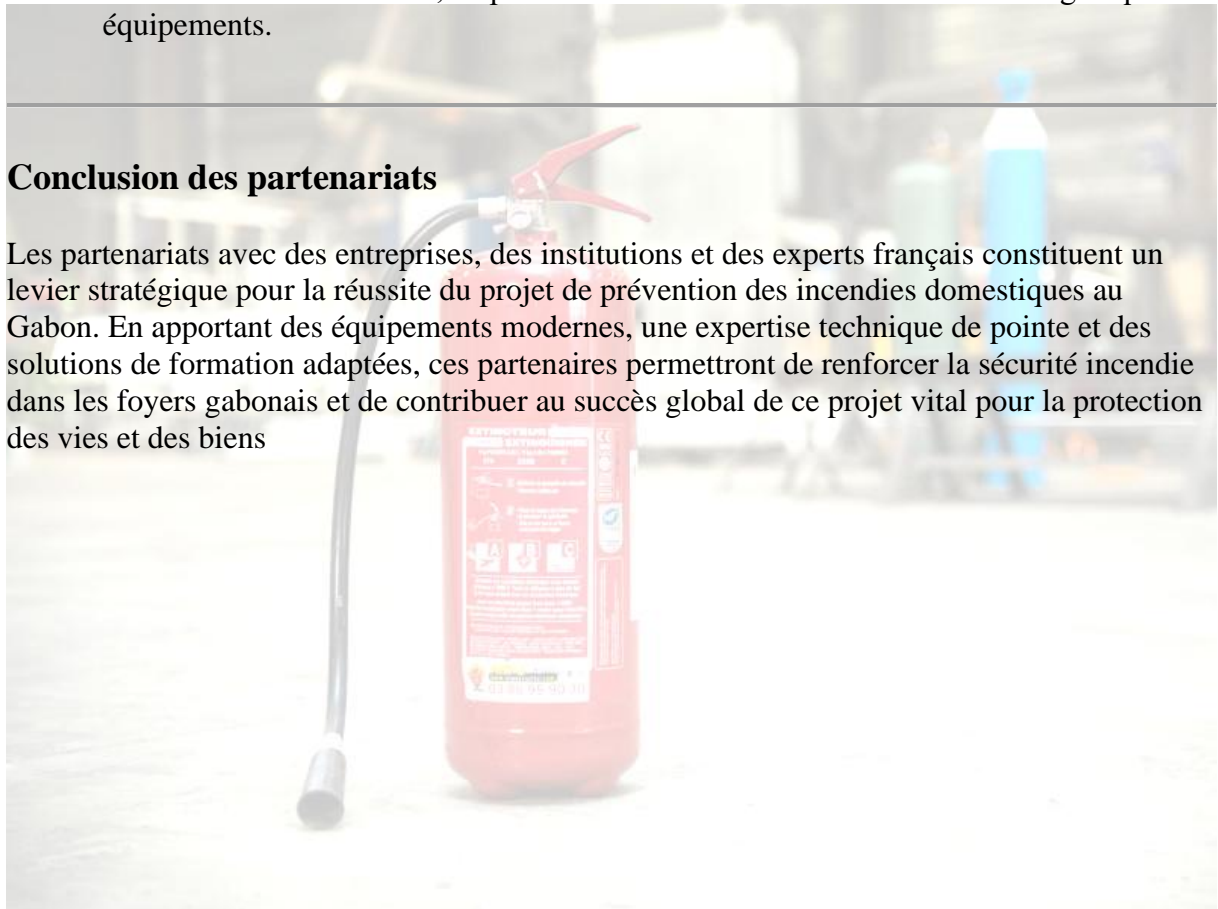 équipements.
Conclusion des partenariats
Les partenariats avec des entreprises, des institutions et des experts français constituent un
levier stratégique pour la réussite du projet de prévention des incendies domestiques au
Gabon. En apportant des équipements modernes, une expertise technique de pointe et des
solutions de formation adaptées, ces partenaires permettront de renforcer la sécurité incendie
dans les foyers gabonais et de contribuer au succès global de ce projet vital pour la protection
des vies et des biens
EXTINCTEUR
A B C